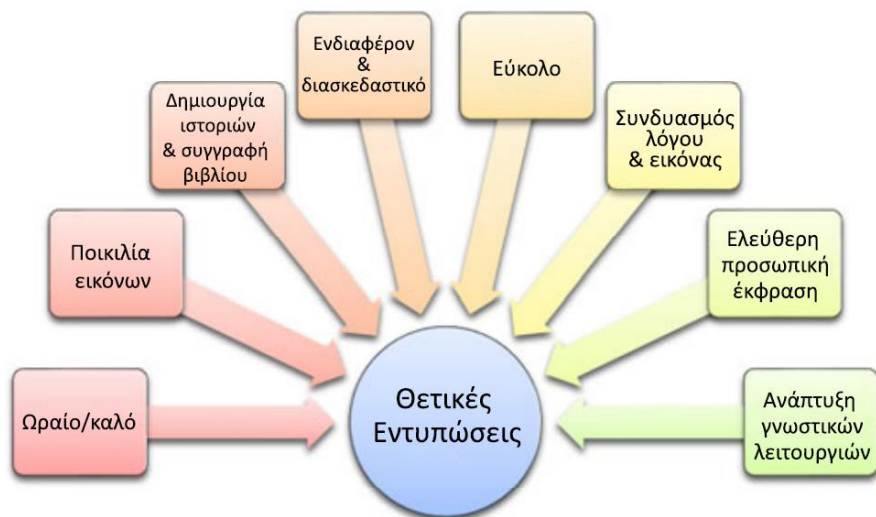 Ωραίο/καλό
Ποικιλία
εικόνων
Δημιουργία
ιστοριών
& συγγραφή
βιβλίου
Ενδιαφέρον
&
διασκεδαστικό
Εύκολο
Συνδυασμός
λόγου
& εικόνας
Ελεύθερη
προσωπική
έκφραση
Ανάπτυξη
γνωστικών
λειτουργιών
Θετικές
Εντυπώσεις